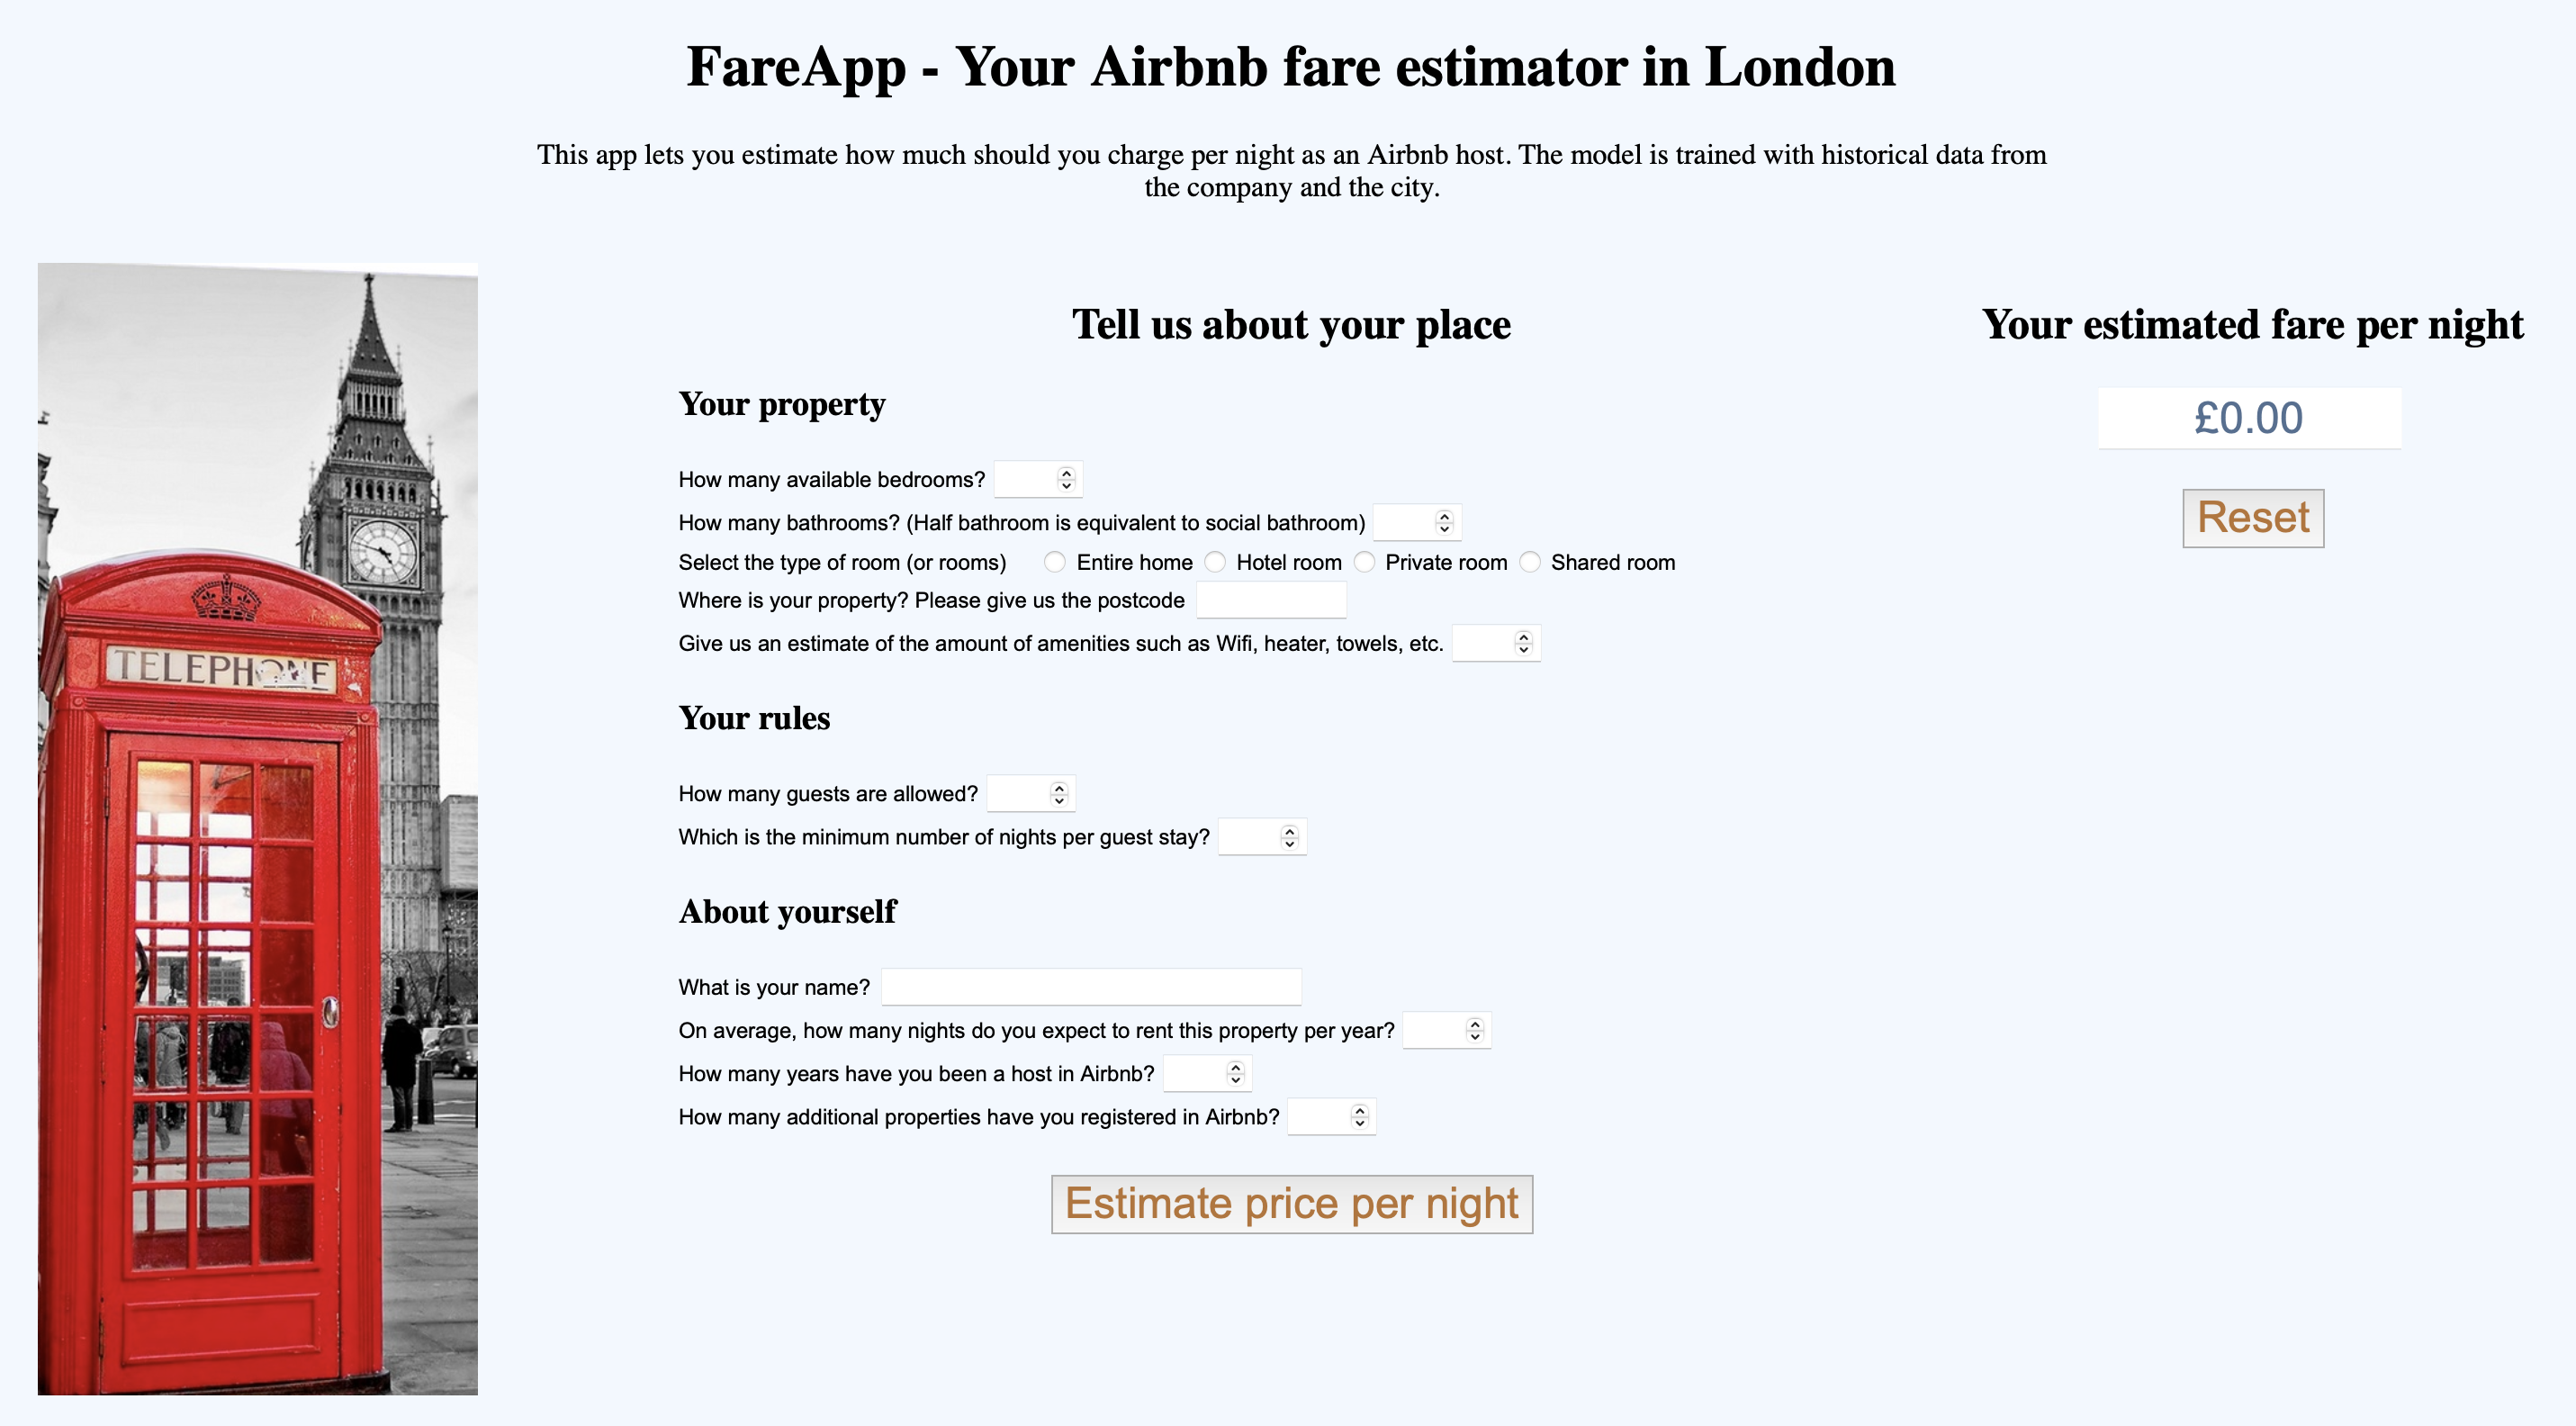 FareApp - Your Airbnb fare estimator in London
This app lets you estimate how much should you charge per night as an Airbnb host. The model is trained with historical data from
the company and the city.
TELEPHONE
Tell us about your place
Your property
How many available bedrooms?
How many bathrooms? (Half bathroom is equivalent to social bathroom)
Select the type of room (or rooms) Entire home Hotel room Private room Shared room
Where is your property? Please give us the postcode
Give us an estimate of the amount of amenities such as Wifi, heater, towels, etc.
Your rules
How many guests are allowed?
Which is the minimum number of nights per guest stay?
About yourself
What is your name?
On average, how many nights do you expect to rent this property per year?
How many years have you been a host in Airbnb?
How many additional properties have you registered in Airbnb?
Estimate price per night
Your estimated fare per night
£0.00
Reset